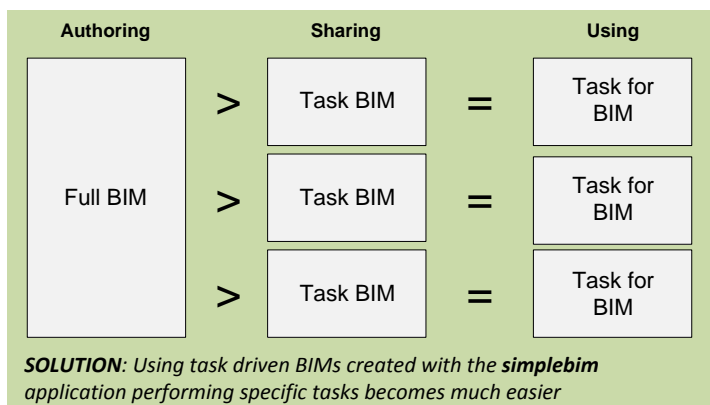 Authoring Sharing Using
> Task BIM = Task for
BIM
Full BIM > Task BIM = Task for
BIM
> Task BIM = Task for
BIM
SOLUTION: Using task driven BIMs created with the simplebim
application performing specific tasks becomes much easier